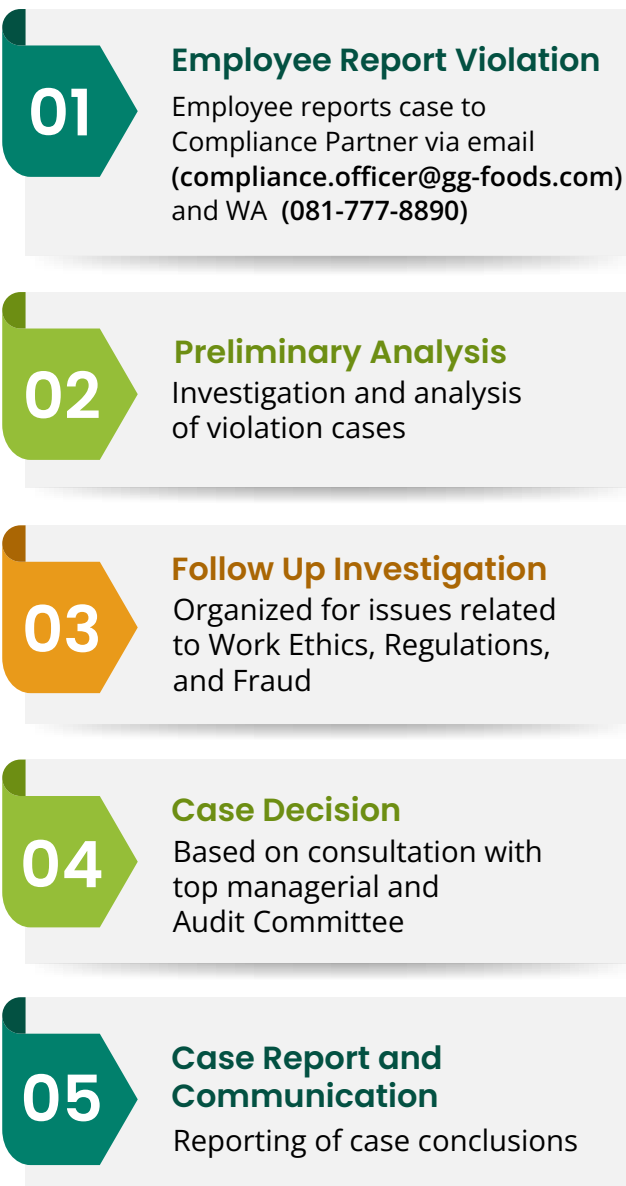 01
Employee Report Violation
Employee reports case to
Compliance Partner via email
(compliance.officer@gg-foods.com)
and WA (081-777-8890)
02
Preliminary Analysis
Investigation and analysis
of violation cases
03
Follow Up Investigation
Organized for issues related
to Work Ethics, Regulations,
and Fraud
04
Case Decision
Based on consultation with
top managerial and
Audit Committee
05
Case Report and
Communication
Reporting of case conclusions